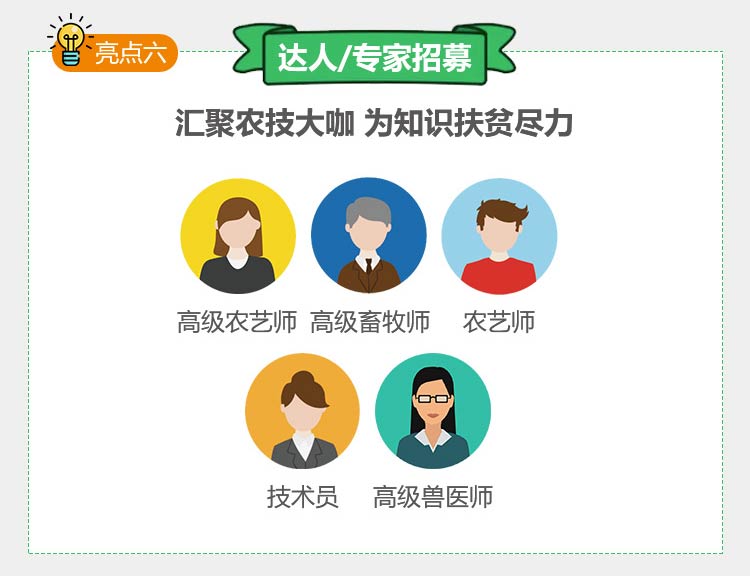 亮点六
达人/专家招募
汇聚农技大咖 为知识扶贫尽力
高级农艺师 高级畜牧师 农艺师
技术员 高级兽医师